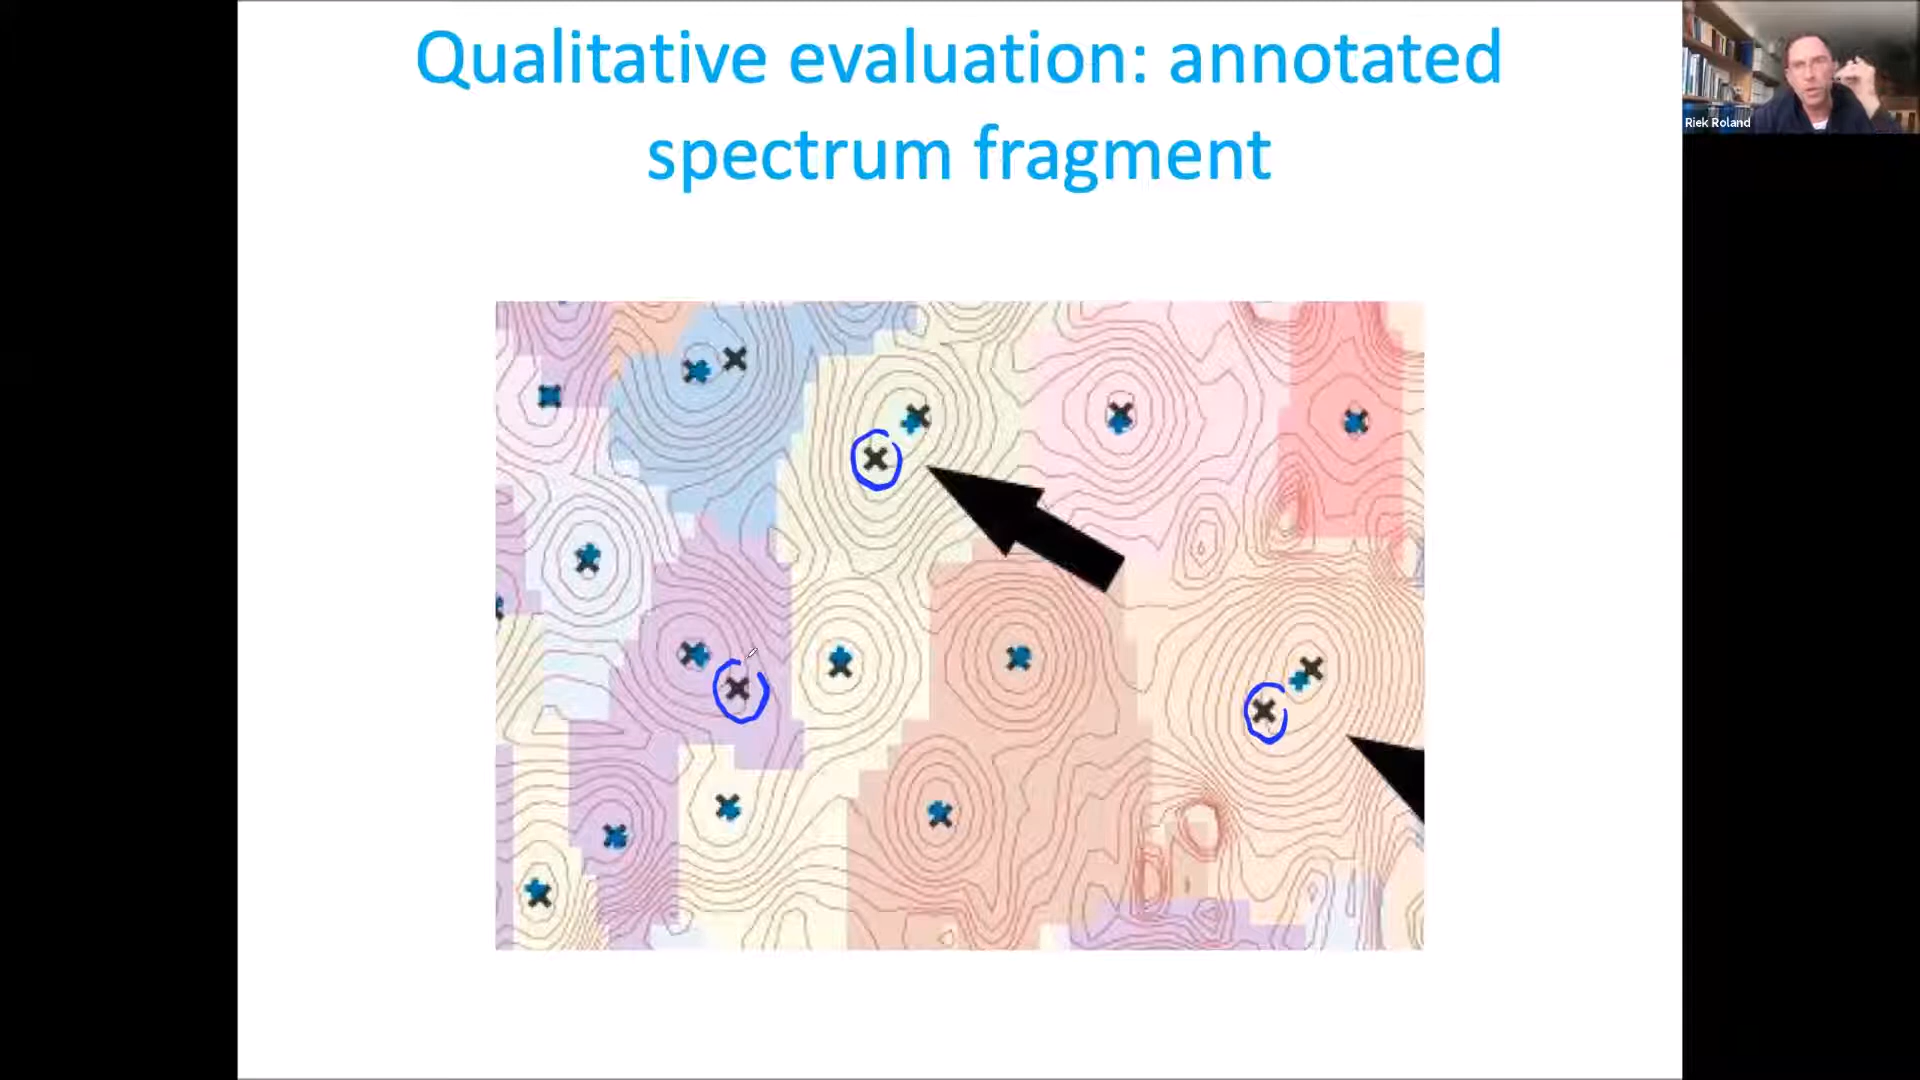 Qualitative evaluation: annotated
spectrum fragment
Riek Roland